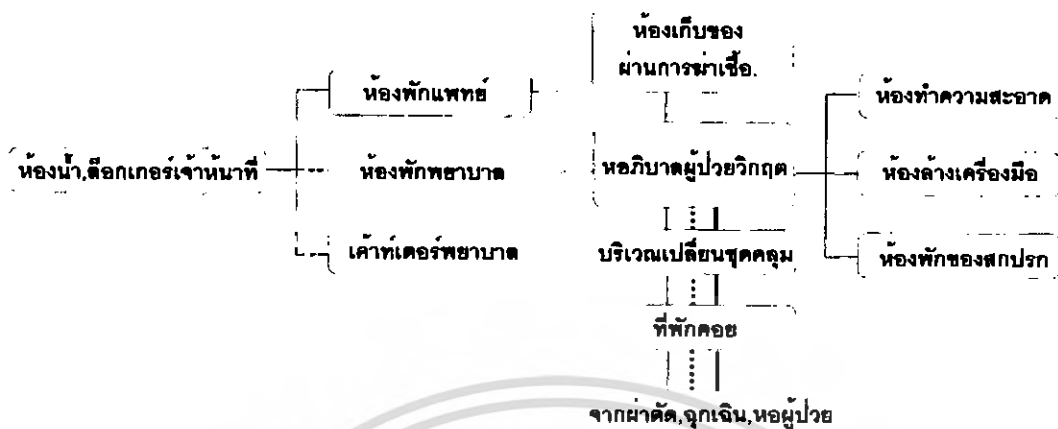 ห้องเก็บของ
ผ่านการฆ่าเชื้อ.
ห้องพักแพทย์
ห้องทำความสะอาด
ห้องน้ำ,ล็อกเกอร์เจ้าหน้าที่
ห้องพักพยาบาล
หออภิบาลผู้ป่วยวิกฤต
ห้องล้างเครื่องมือ
เค้าท์เตอร์พยาบาล
บริเวณเปลี่ยนชุดคลุม
ห้องพักของสกปรก
ที่พักคอย
จากผ่าตัด,ฉุกเฉิน,หอผู้ป่วย